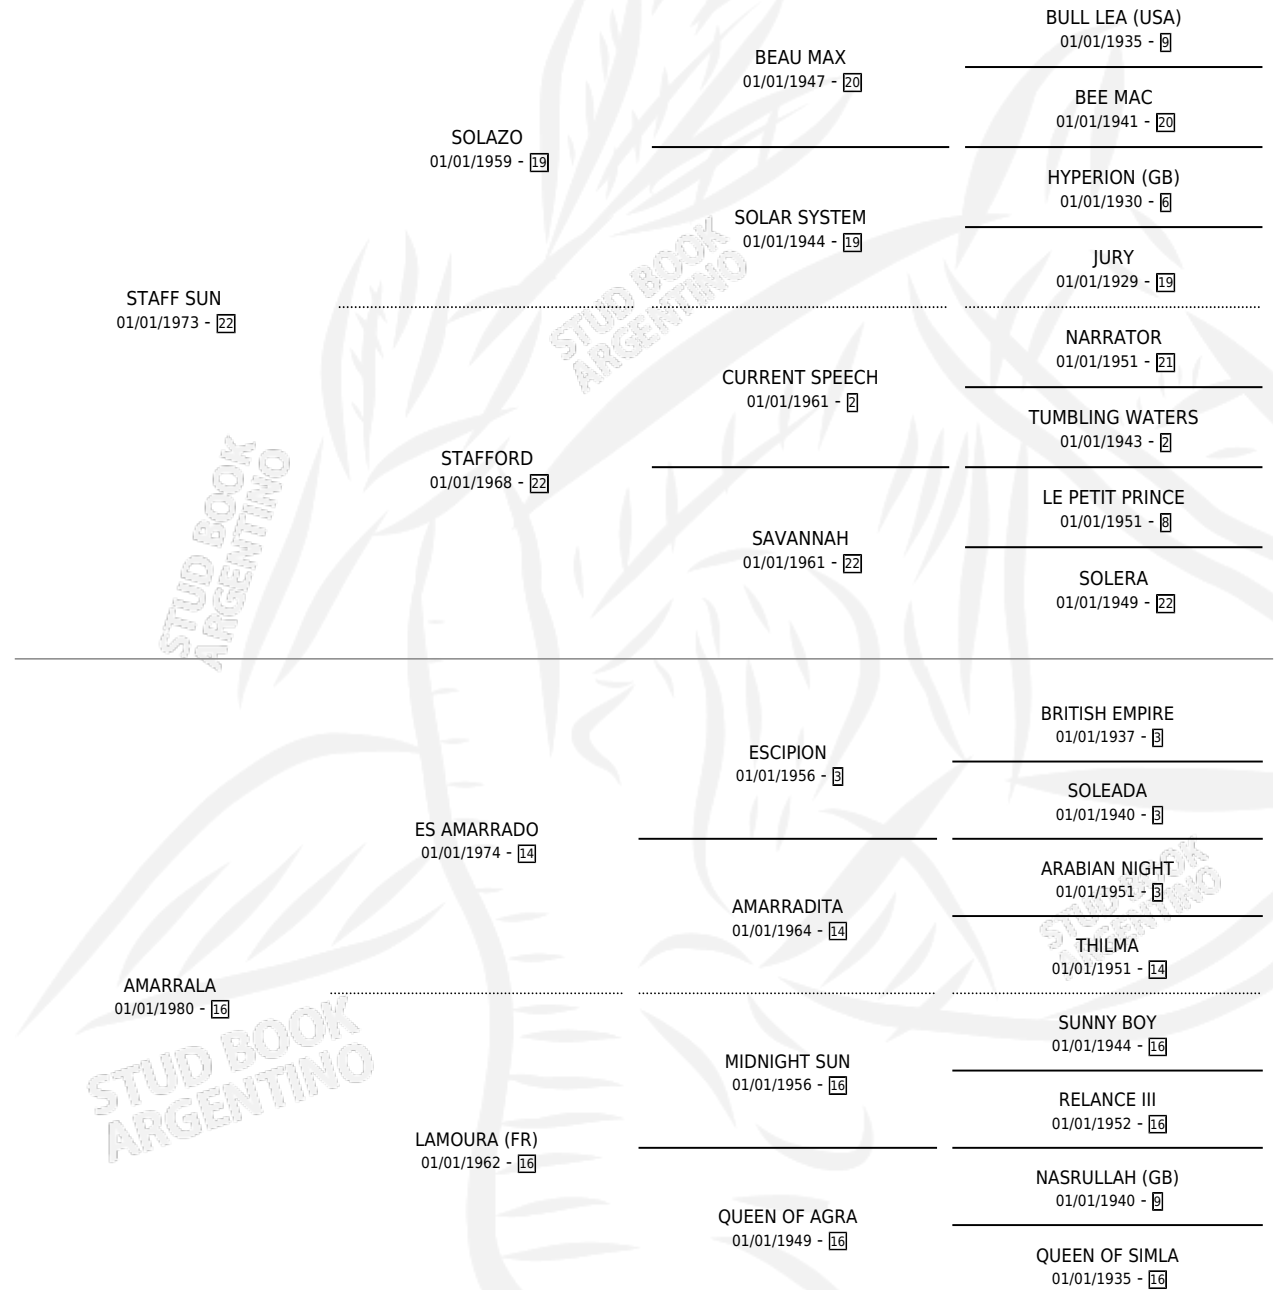 BULL LEA (USA)
01/01/1935 - 9
BEAU MAX
01/01/1947 - 20
BEE MAC
01/01/1941 - 20
SOLAZO
01/01/1959 - 19
HYPERION (GB)
01/01/1930 - 6
SOLAR SYSTEM
01/01/1944 - 19
JURY
01/01/1929 - 19
STAFF SUN
01/01/1973 - 22
STUD BOOK
ARGENTINO
NARRATOR
01/01/1951 - 21
CURRENT SPEECH
01/01/1961 - 2
TUMBLING WATERS
01/01/1943 - 2
STAFFORD
01/01/1968 - 22
LE PETIT PRINCE
01/01/1951 - 8
SAVANNAH
01/01/1961 - 22
SOLERA
01/01/1949 - 22
STUD BOOK
ARGENTINO
BRITISH EMPIRE
01/01/1937 - 3
ESCIPION
01/01/1956 - 3
SOLEADA
01/01/1940 - 3
ES AMARRADO
01/01/1974 - 14
ARABIAN NIGHT
01/01/1951 - 3
AMARRADITA
01/01/1964 - 14
THILMA
01/01/1951 - 14
STUD BOOK
ARGENTINO
AMARRALA
01/01/1980 - 16
SUNNY BOY
01/01/1944 - 16
MIDNIGHT SUN
01/01/1956 - 16
RELANCE III
01/01/1952 - 16
STUD BOOK
ARGENTINO
LAMOURA (FR)
01/01/1962 - 16
NASRULLAH (GB)
01/01/1940 - 9
QUEEN OF AGRA
01/01/1949 - 16
QUEEN OF SIMLA
01/01/1935 - 16